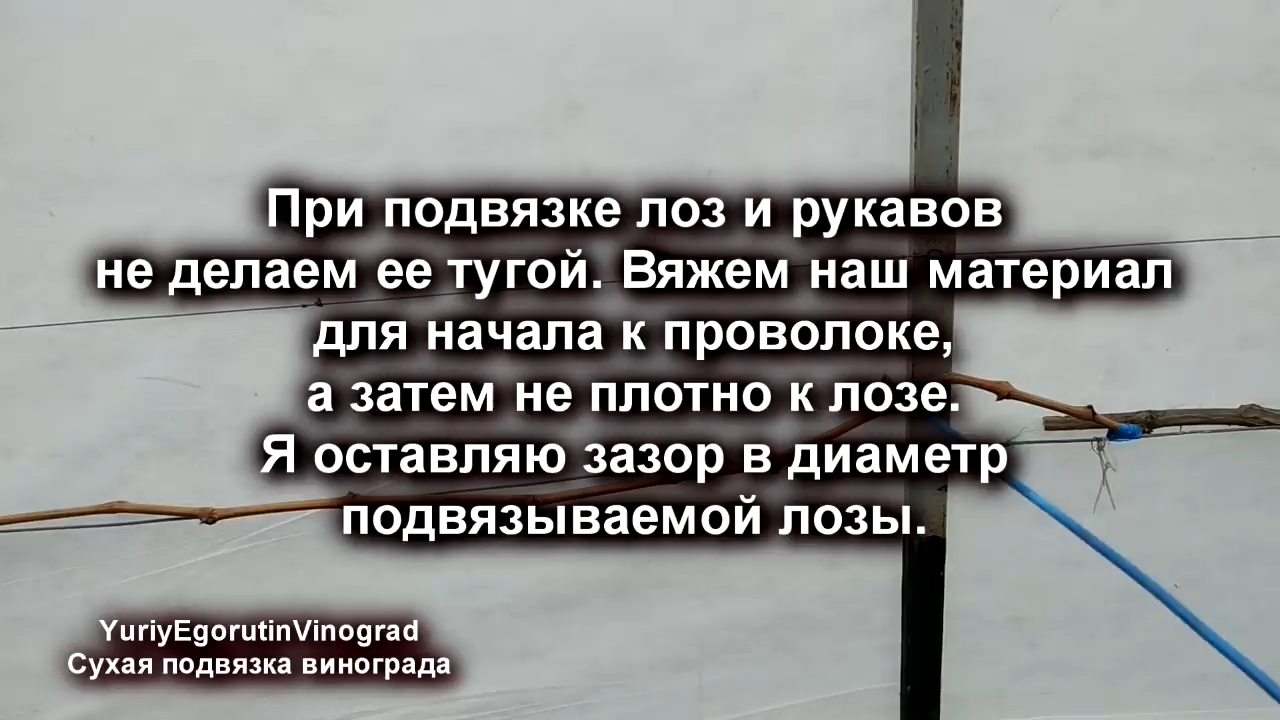 При подвязке лоз и рукавов
не делаем ее тугой. Вяжем наш материал
для начала к проволоке,
а затем не плотно к лозе.
Я оставляю зазор в диаметр
подвязываемой лозы.
YuriyEgorutinVinograd
Сухая подвязка винограда